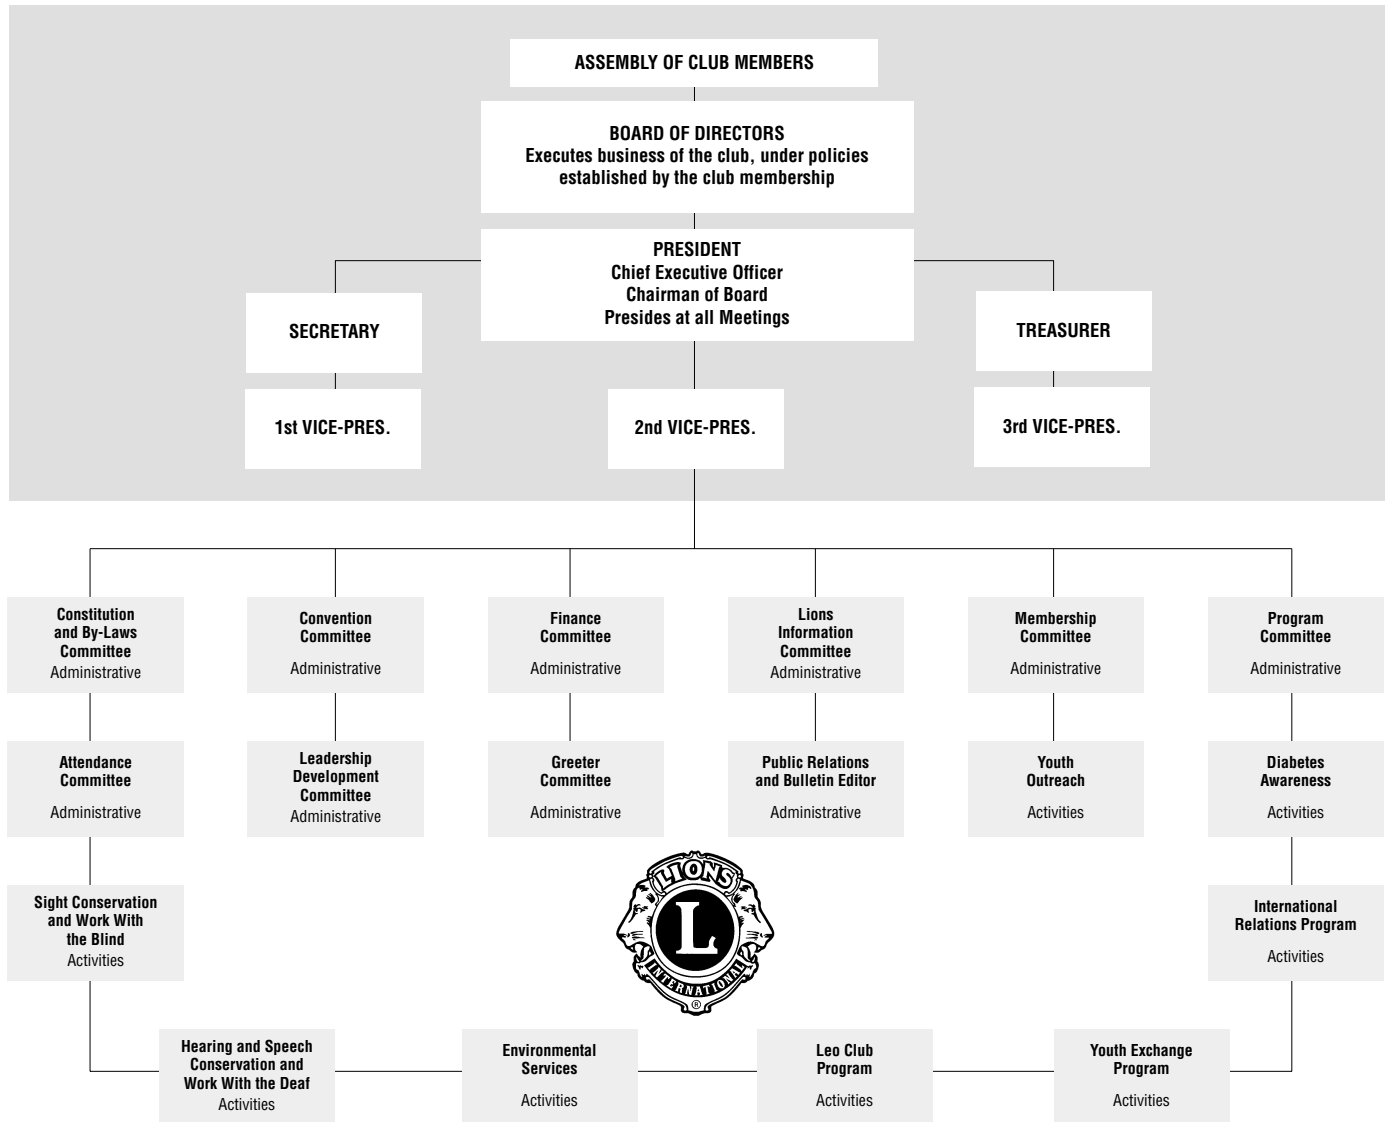 ASSEMBLY OF CLUB MEMBERS
BOARD OF DIRECTORS
Executes business of the club, under policies
established by the club membership
PRESIDENT
Chief Executive Officer
Chairman of Board
Presides at all Meetings
SECRETARY
TREASURER
1st VICE-PRES.
2nd VICE-PRES.
3rd VICE-PRES.
Constitution
and By-Laws
Committee
Administrative
Convention
Committee
Administrative
Finance
Committee
Administrative
Lions
Information
Committee
Administrative
Membership
Committee
Administrative
Program
Committee
Administrative
Attendance
Committee
Administrative
Leadership
Development
Committee
Administrative
Greeter
Committee
Administrative
Public Relations
and Bulletin Editor
Administrative
Youth
Outreach
Activities
Diabetes
Awareness
Activities
Sight Conservation
and Work With
the Blind
Activities
LIONS
L
INTERNATIONAL
®
International
Relations Program
Activities
Hearing and Speech
Conservation and
Work With the Deaf
Activities
Environmental
Services
Activities
Leo Club
Program
Activities
Youth Exchange
Program
Activities